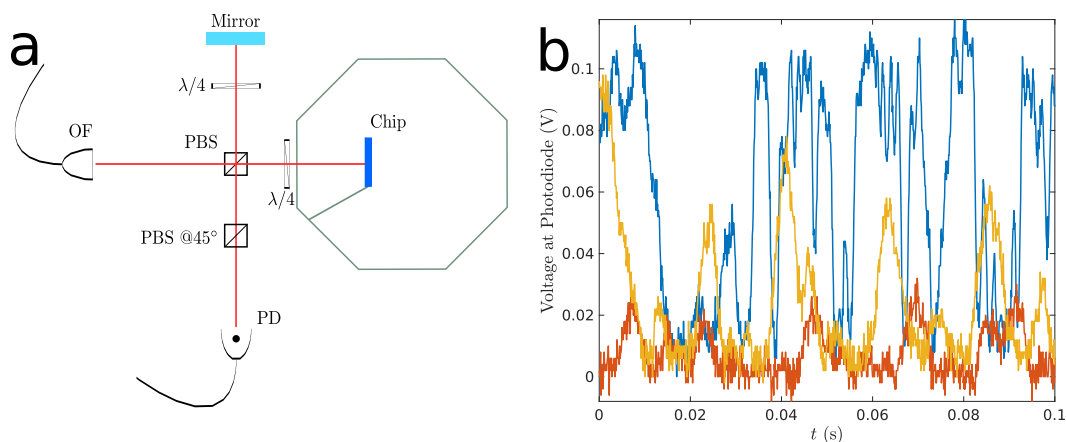 a
Mirror
λ/4
OF
PBS
Chip
λ/4
PBS @45°
PD
b
Voltage at Photodiode (V)
0.1
0.08
0.06
0.04
0.02
0
0 0.02 0.04 0.06 0.08 0.1
t (s)